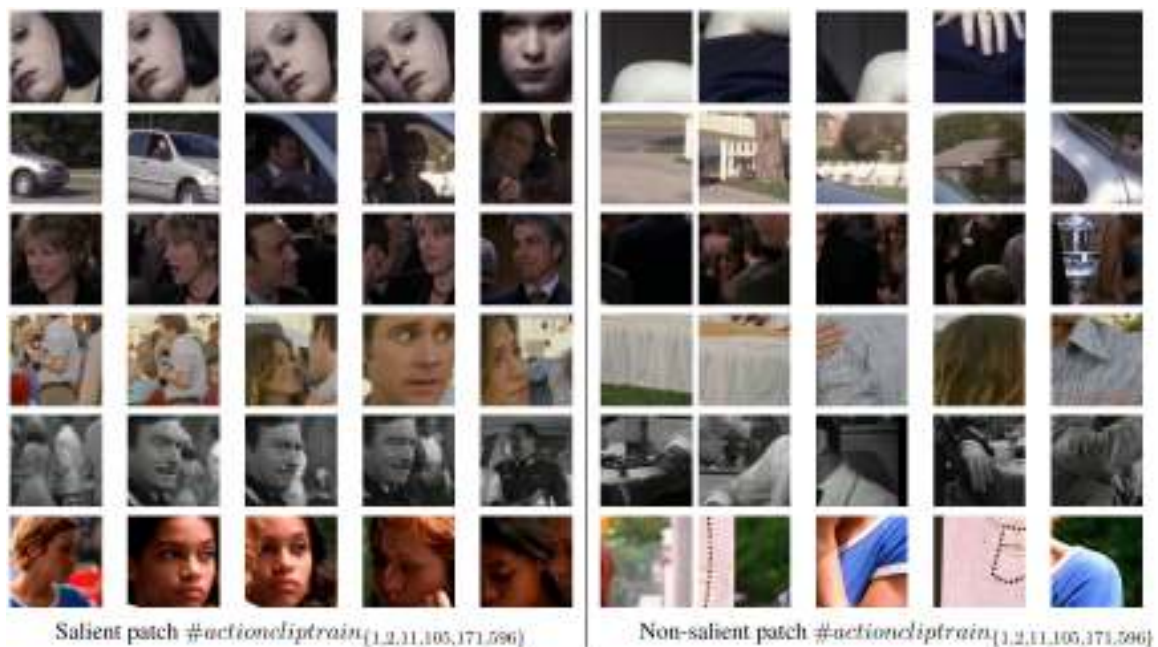 Salient patch #actioncliptrain{1,2,11,105,171,596}
Non-salient patch #actioncliptrain{1,2,11,105,171,596}